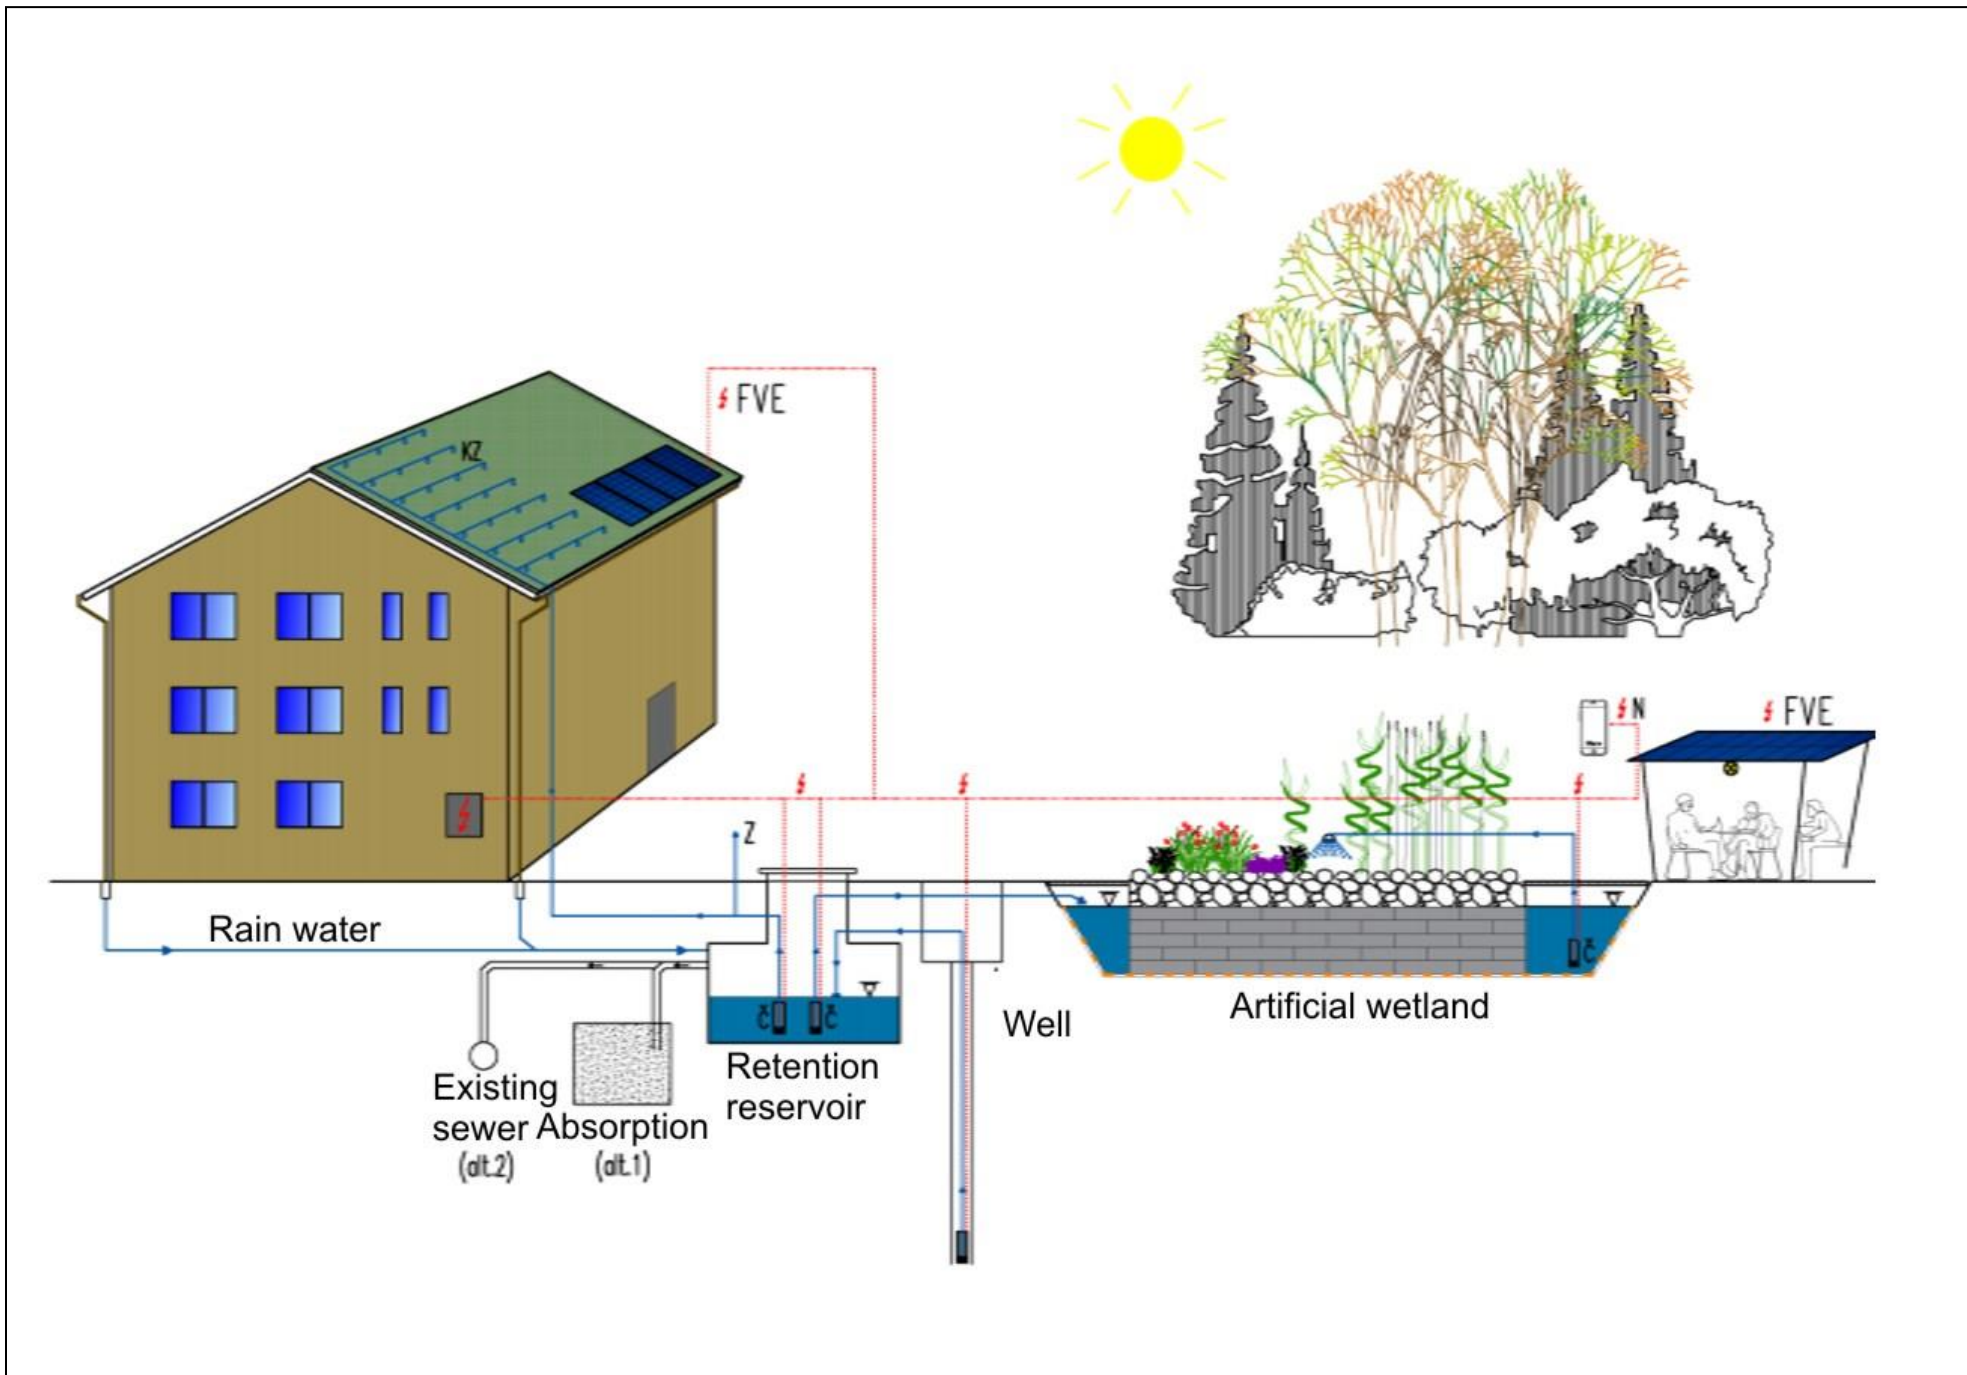 FVE
KZ
N
FVE
Z
Rain water
Č
Č
Č
Artificial wetland
Well
Retention
reservoir
Existing
sewer
Absorption
(alt.2)
(alt.1)